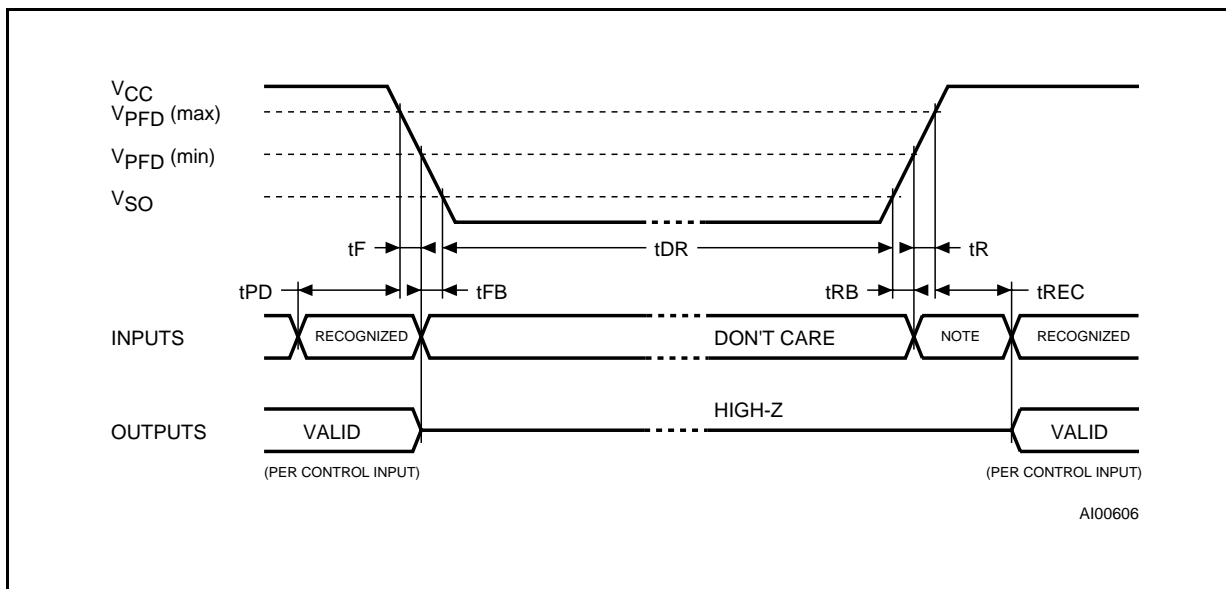 VCC
VPFD (max)
VPFD (min)
VSO
tF
tDR
tR
tPD
tFB
tRB
tREC
INPUTS
RECOGNIZED
DON'T CARE
NOTE
RECOGNIZED
HIGH-Z
OUTPUTS
VALID
VALID
(PER CONTROL INPUT)
(PER CONTROL INPUT)
AI00606